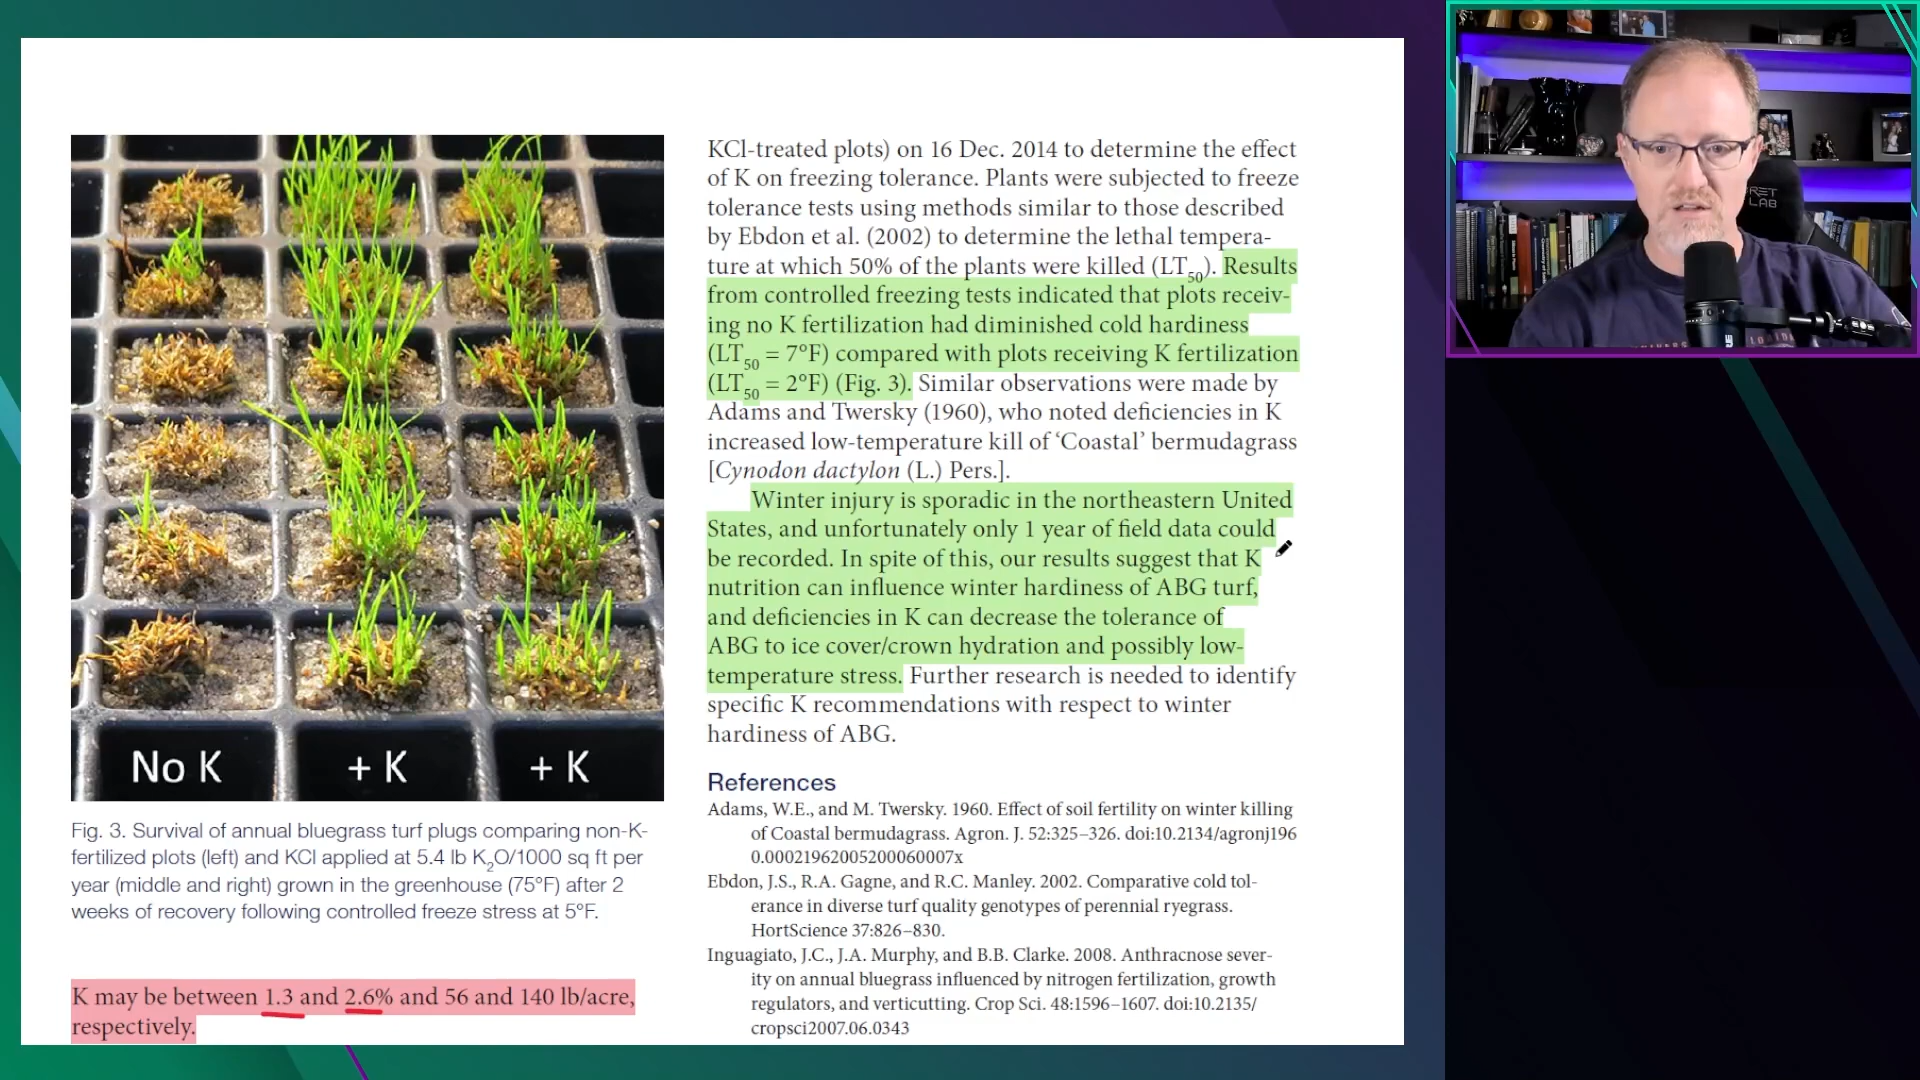 No K
+ K
+ K
Fig. 3. Survival of annual bluegrass turf plugs comparing non-K-
fertilized plots (left) and KCl applied at 5.4 lb K₂O/1000 sq ft per
year (middle and right) grown in the greenhouse (75°F) after 2
weeks of recovery following controlled freeze stress at 5°F.
K may be between 1.3 and 2.6% and 56 and 140 lb/acre,
respectively.
KCl-treated plots) on 16 Dec. 2014 to determine the effect
of K on freezing tolerance. Plants were subjected to freeze
tolerance tests using methods similar to those described
by Ebdon et al. (2002) to determine the lethal tempera-
ture at which 50% of the plants were killed (LT₅₀). Results
from controlled freezing tests indicated that plots receiv-
ing no K fertilization had diminished cold hardiness
(LT₅₀ = 7°F) compared with plots receiving K fertilization
(LT₅₀ = 2°F) (Fig. 3). Similar observations were made by
Adams and Twersky (1960), who noted deficiencies in K
increased low-temperature kill of ‘Coastal’ bermudagrass
[Cynodon dactylon (L.) Pers.].
Winter injury is sporadic in the northeastern United
States, and unfortunately only 1 year of field data could
be recorded. In spite of this, our results suggest that K
nutrition can influence winter hardiness of ABG turf,
and deficiencies in K can decrease the tolerance of
ABG to ice cover/crown hydration and possibly low-
temperature stress. Further research is needed to identify
specific K recommendations with respect to winter
hardiness of ABG.
References
Adams, W.E., and M. Twersky. 1960. Effect of soil fertility on winter killing
of Coastal bermudagrass. Agron. J. 52:325–326. doi:10.2134/agronj196
0.00021962005200060007x
Ebdon, J.S., R.A. Gagne, and R.C. Manley. 2002. Comparative cold tol-
erance in diverse turf quality genotypes of perennial ryegrass.
HortScience 37:826–830.
Inguagiato, J.C., J.A. Murphy, and B.B. Clarke. 2008. Anthracnose sever-
ity on annual bluegrass influenced by nitrogen fertilization, growth
regulators, and verticutting. Crop Sci. 48:1596–1607. doi:10.2135/
cropsci2007.06.0343
LAB